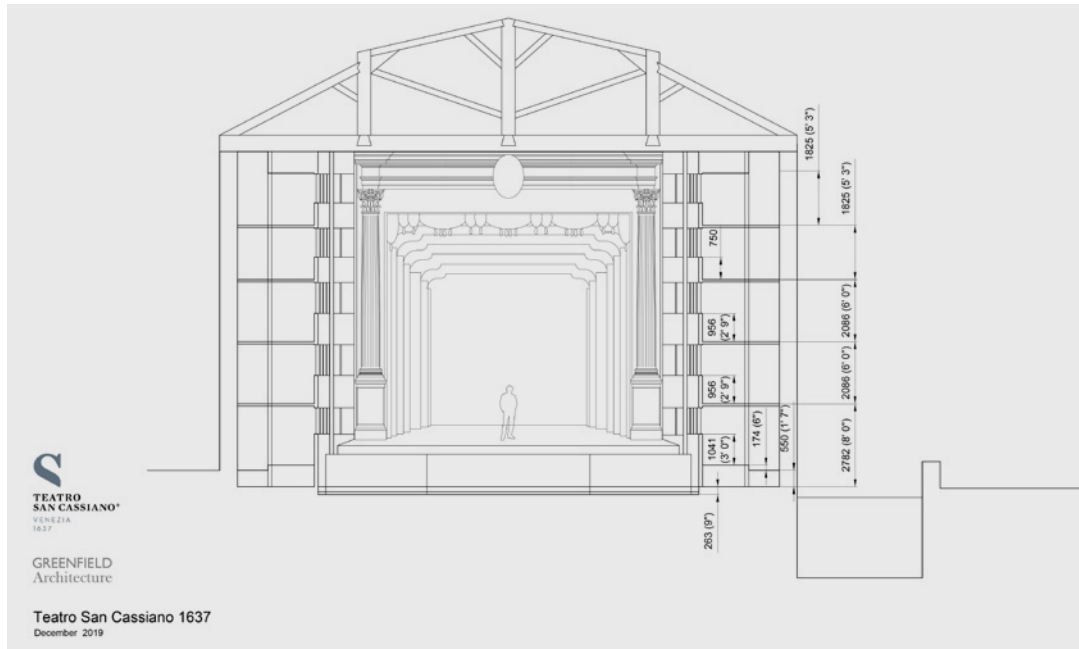 1825 (5' 3")
1825 (5' 3")
750
2086 (6' 0")
956
(2' 9")
2086 (6' 0")
956
(2' 9")
1041
(3' 0")
174 (6")
550 (1' 7")
2782 (8' 0")
263 (9")
S
TEATRO
SAN CASSIANO®
VENEZIA
1637
GREENFIELD
Architecture
Teatro San Cassiano 1637
December 2019